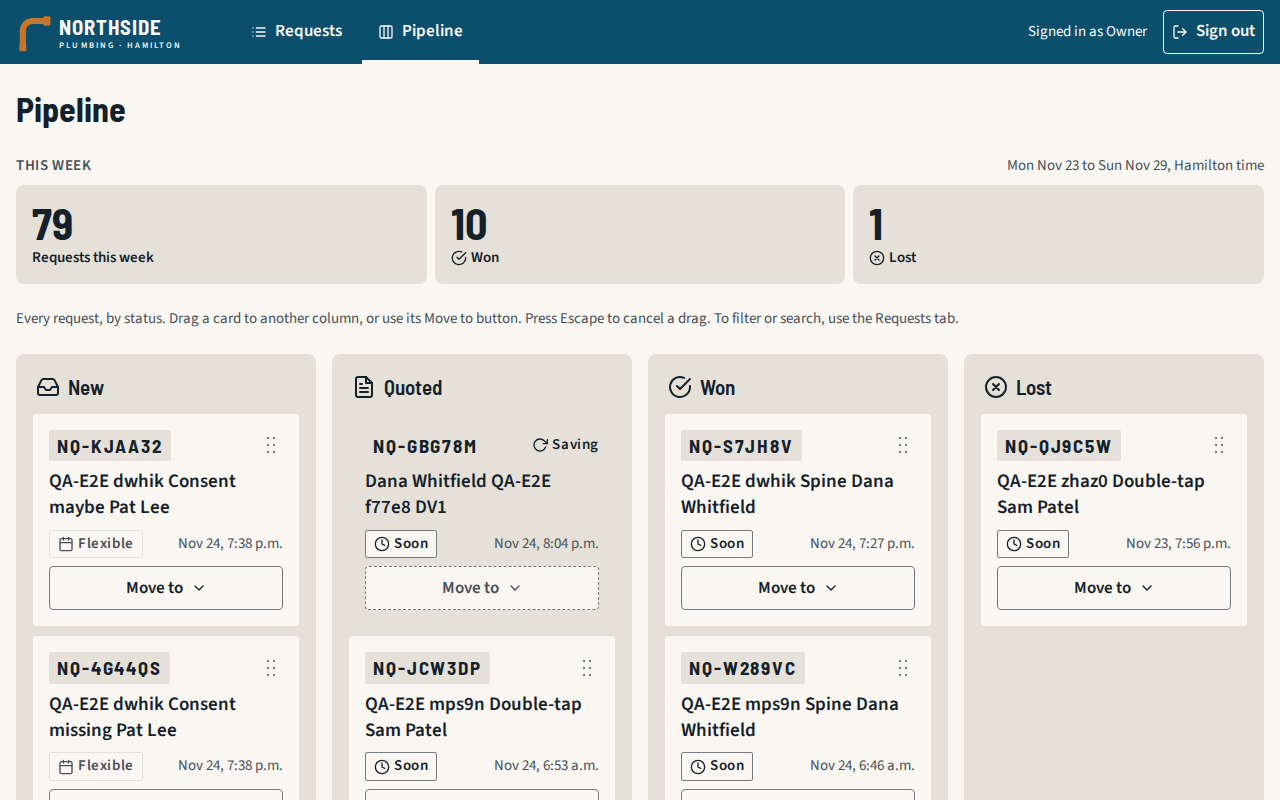 NORTHSIDE
PLUMBING · HAMILTON
Requests
Pipeline
Signed in as Owner
Sign out
Pipeline
THIS WEEK
Mon Nov 23 to Sun Nov 29, Hamilton time
79
Requests this week
10
Won
1
Lost
Every request, by status. Drag a card to another column, or use its Move to button. Press Escape to cancel a drag. To filter or search, use the Requests tab.
New
NQ-KJAA32
QA-E2E dwhik Consent
maybe Pat Lee
Flexible
Nov 24, 7:38 p.m.
Move to
NQ-4G44QS
QA-E2E dwhik Consent
missing Pat Lee
Flexible
Nov 24, 7:38 p.m.
Quoted
NQ-GBG78M
Saving
Dana Whitfield QA-E2E
f77e8 DV1
Soon
Nov 24, 8:04 p.m.
Move to
NQ-JCW3DP
QA-E2E mps9n Double-tap
Sam Patel
Soon
Nov 24, 6:53 a.m.
Won
NQ-S7JH8V
QA-E2E dwhik Spine Dana
Whitfield
Soon
Nov 24, 7:27 p.m.
Move to
NQ-W289VC
QA-E2E mps9n Spine Dana
Whitfield
Soon
Nov 24, 6:46 a.m.
Lost
NQ-QJ9C5W
QA-E2E zhaz0 Double-tap
Sam Patel
Soon
Nov 23, 7:56 p.m.
Move to